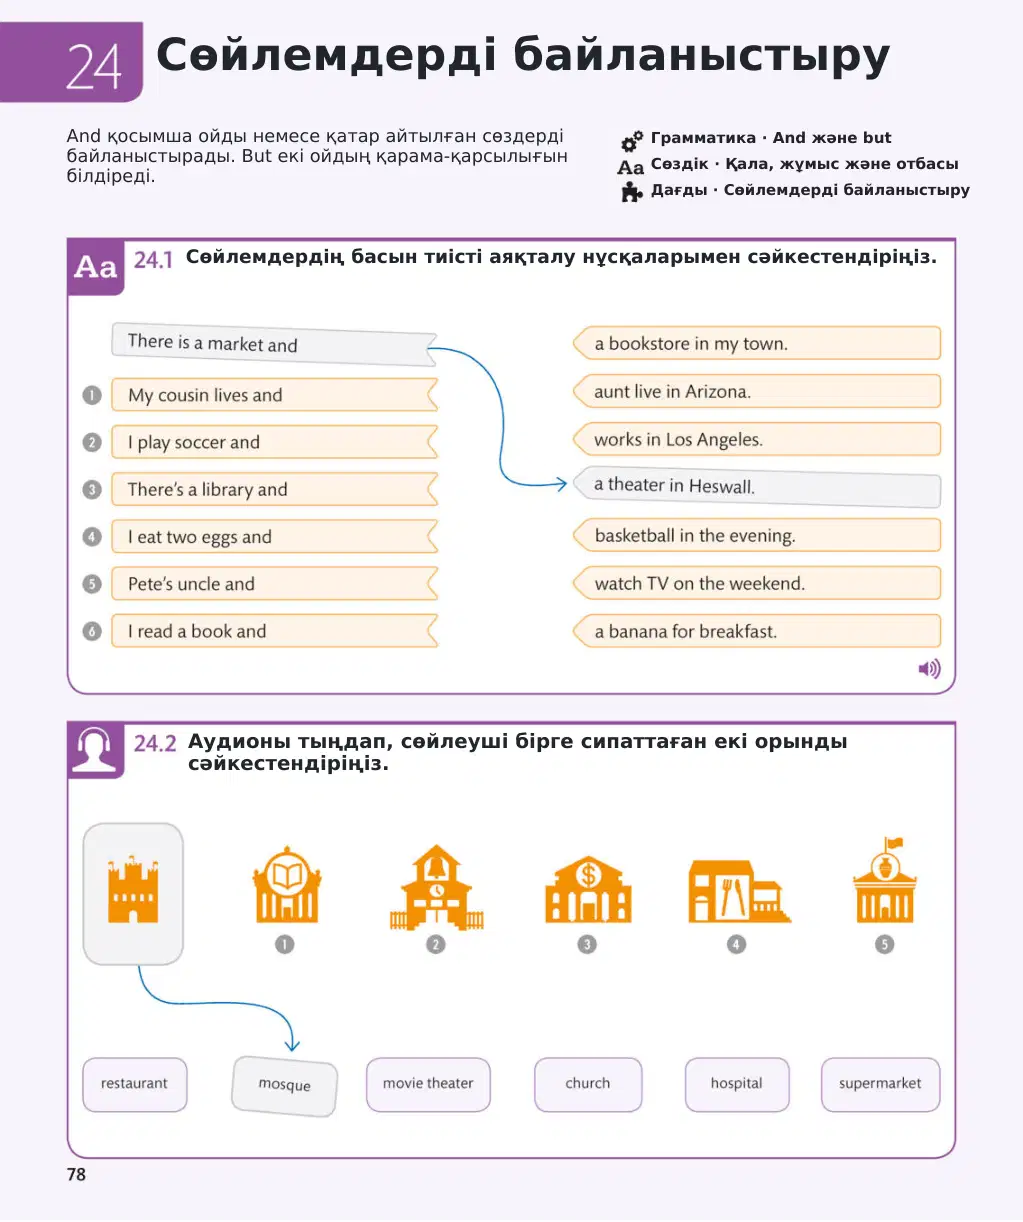 24
Сөйлемдерді байланыстыру
And қосымша ойды немесе қатар айтылған сөздерді
байланыстырады. But екі ойдың қарама-қарсылығын
білдіреді.
Грамматика · And және but
Aa Сөздік · Қала, жұмыс және отбасы
Дағды · Сөйлемдерді байланыстыру
Aa 24.1 Сөйлемдердің басын тиісті аяқталу нұсқаларымен сәйкестендіріңіз.
There is a market and
1 My cousin lives and
2 I play soccer and
3 There's a library and
4 I eat two eggs and
5 Pete's uncle and
6 I read a book and
a bookstore in my town.
aunt live in Arizona.
works in Los Angeles.
a theater in Heswall.
basketball in the evening.
watch TV on the weekend.
a banana for breakfast.
24.2 Аудионы тыңдап, сөйлеуші бірге сипаттаған екі орынды
сәйкестендіріңіз.
$
1 2 3 4 5
restaurant mosque movie theater church hospital supermarket
78